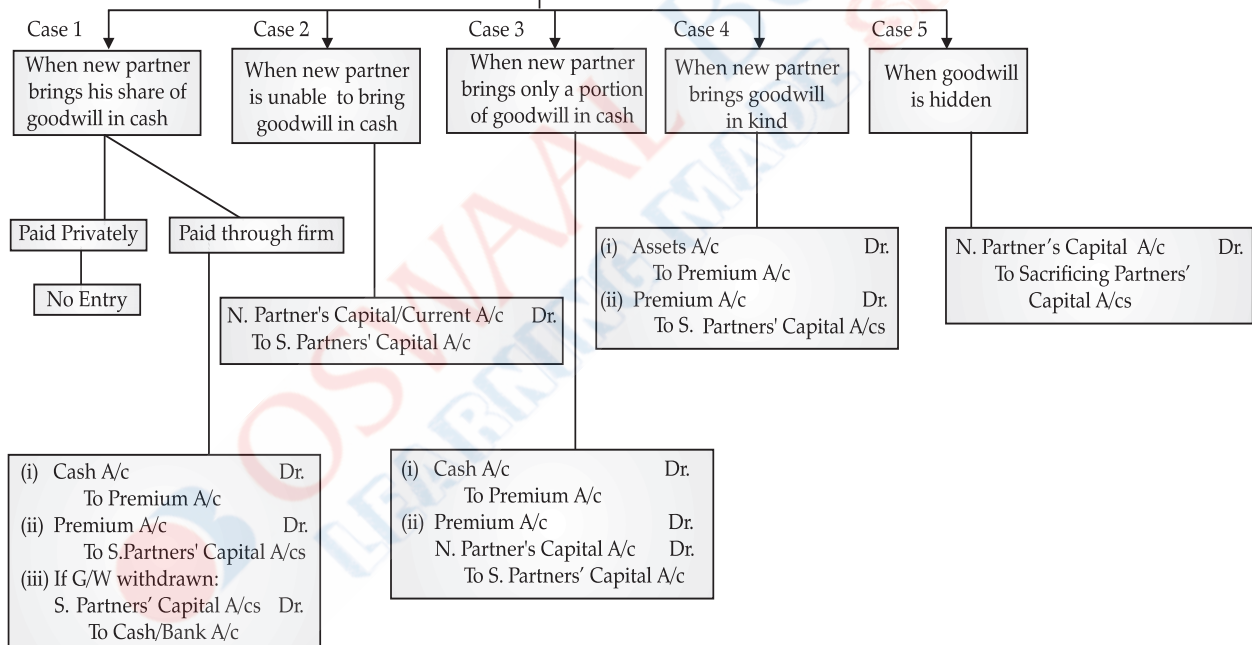 Case 1
When new partner
brings his share of
goodwill in cash
Paid Privately
No Entry
Paid through firm
(i) Cash A/c Dr.
To Premium A/c
(ii) Premium A/c Dr.
To S.Partners' Capital A/cs
(iii) If G/W withdrawn:
S. Partners' Capital A/cs Dr.
To Cash/Bank A/c
Case 2
When new partner
is unable to bring
goodwill in cash
N. Partner's Capital/Current A/c Dr.
To S. Partners' Capital A/c
Case 3
When new partner
brings only a portion
of goodwill in cash
(i) Cash A/c Dr.
To Premium A/c
(ii) Premium A/c Dr.
N. Partner's Capital A/c Dr.
To S. Partners' Capital A/c
Case 4
When new partner
brings goodwill
in kind
(i) Assets A/c Dr.
To Premium A/c
(ii) Premium A/c Dr.
To S. Partners' Capital A/cs
Case 5
When goodwill
is hidden
N. Partner's Capital A/c Dr.
To Sacrificing Partners'
Capital A/cs
OSWAAL
LEARNING MADE